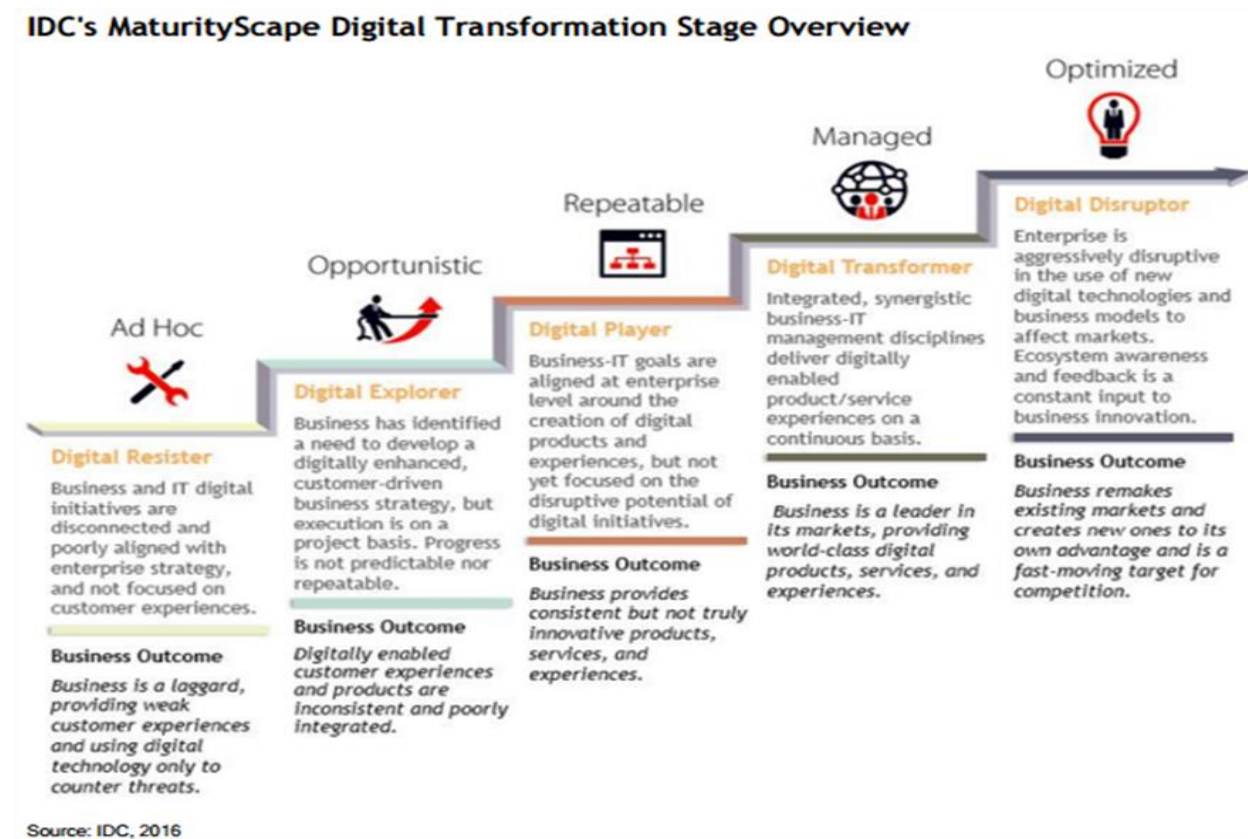 IDC's MaturityScape Digital Transformation Stage Overview
Ad Hoc
Digital Resister
Business and IT digital
initiatives are
disconnected and
poorly aligned with
enterprise strategy,
and not focused on
customer experiences.
Business Outcome
Business is a laggard,
providing weak
customer experiences
and using digital
technology only to
counter threats.
Opportunistic
Digital Explorer
Business has identified
a need to develop a
digitally enhanced,
customer-driven
business strategy, but
execution is on a
project basis. Progress
is not predictable nor
repeatable.
Business Outcome
Digitally enabled
customer experiences
and products are
inconsistent and poorly
integrated.
Repeatable
Digital Player
Business-IT goals are
aligned at enterprise
level around the
creation of digital
products and
experiences, but not
yet focused on the
disruptive potential of
digital initiatives.
Business Outcome
Business provides
consistent but not truly
innovative products,
services, and
experiences.
Managed
Digital Transformer
Integrated, synergistic
business-IT
management disciplines
deliver digitally
enabled
product/service
experiences on a
continuous basis.
Business Outcome
Business is a leader in
its markets, providing
world-class digital
products, services, and
experiences.
Optimized
Digital Disruptor
Enterprise is
aggressively disruptive
in the use of new
digital technologies and
business models to
affect markets.
Ecosystem awareness
and feedback is a
constant input to
business innovation.
Business Outcome
Business remakes
existing markets and
creates new ones to its
own advantage and is a
fast-moving target for
competition.
Source: IDC, 2016